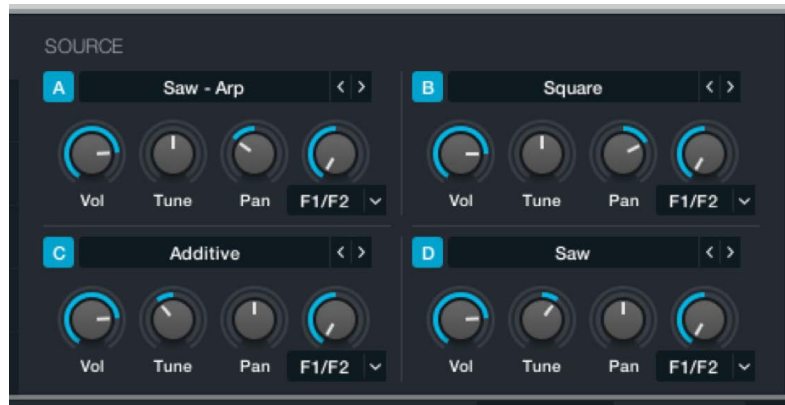 SOURCE
A Saw - Arp < >
B Square < >
Vol Tune Pan F1/F2
Vol Tune Pan F1/F2
C Additive < >
D Saw < >
Vol Tune Pan F1/F2
Vol Tune Pan F1/F2